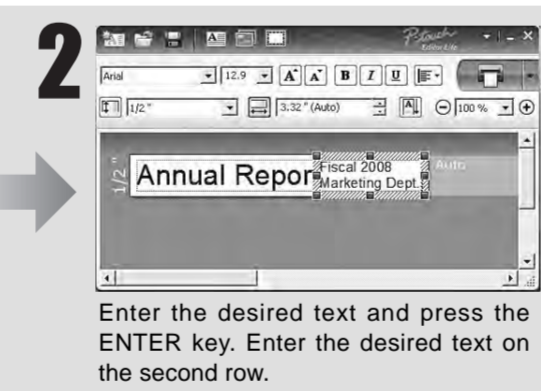 2
P-touch
Editor Lite
Arial 12.9 A A B I U
1/2 " 3.32 " (Auto) A 100 %
1/2 "
Annual Repor
Fiscal 2008
Marketing Dept.
Auto
Enter the desired text and press the
ENTER key. Enter the desired text on
the second row.